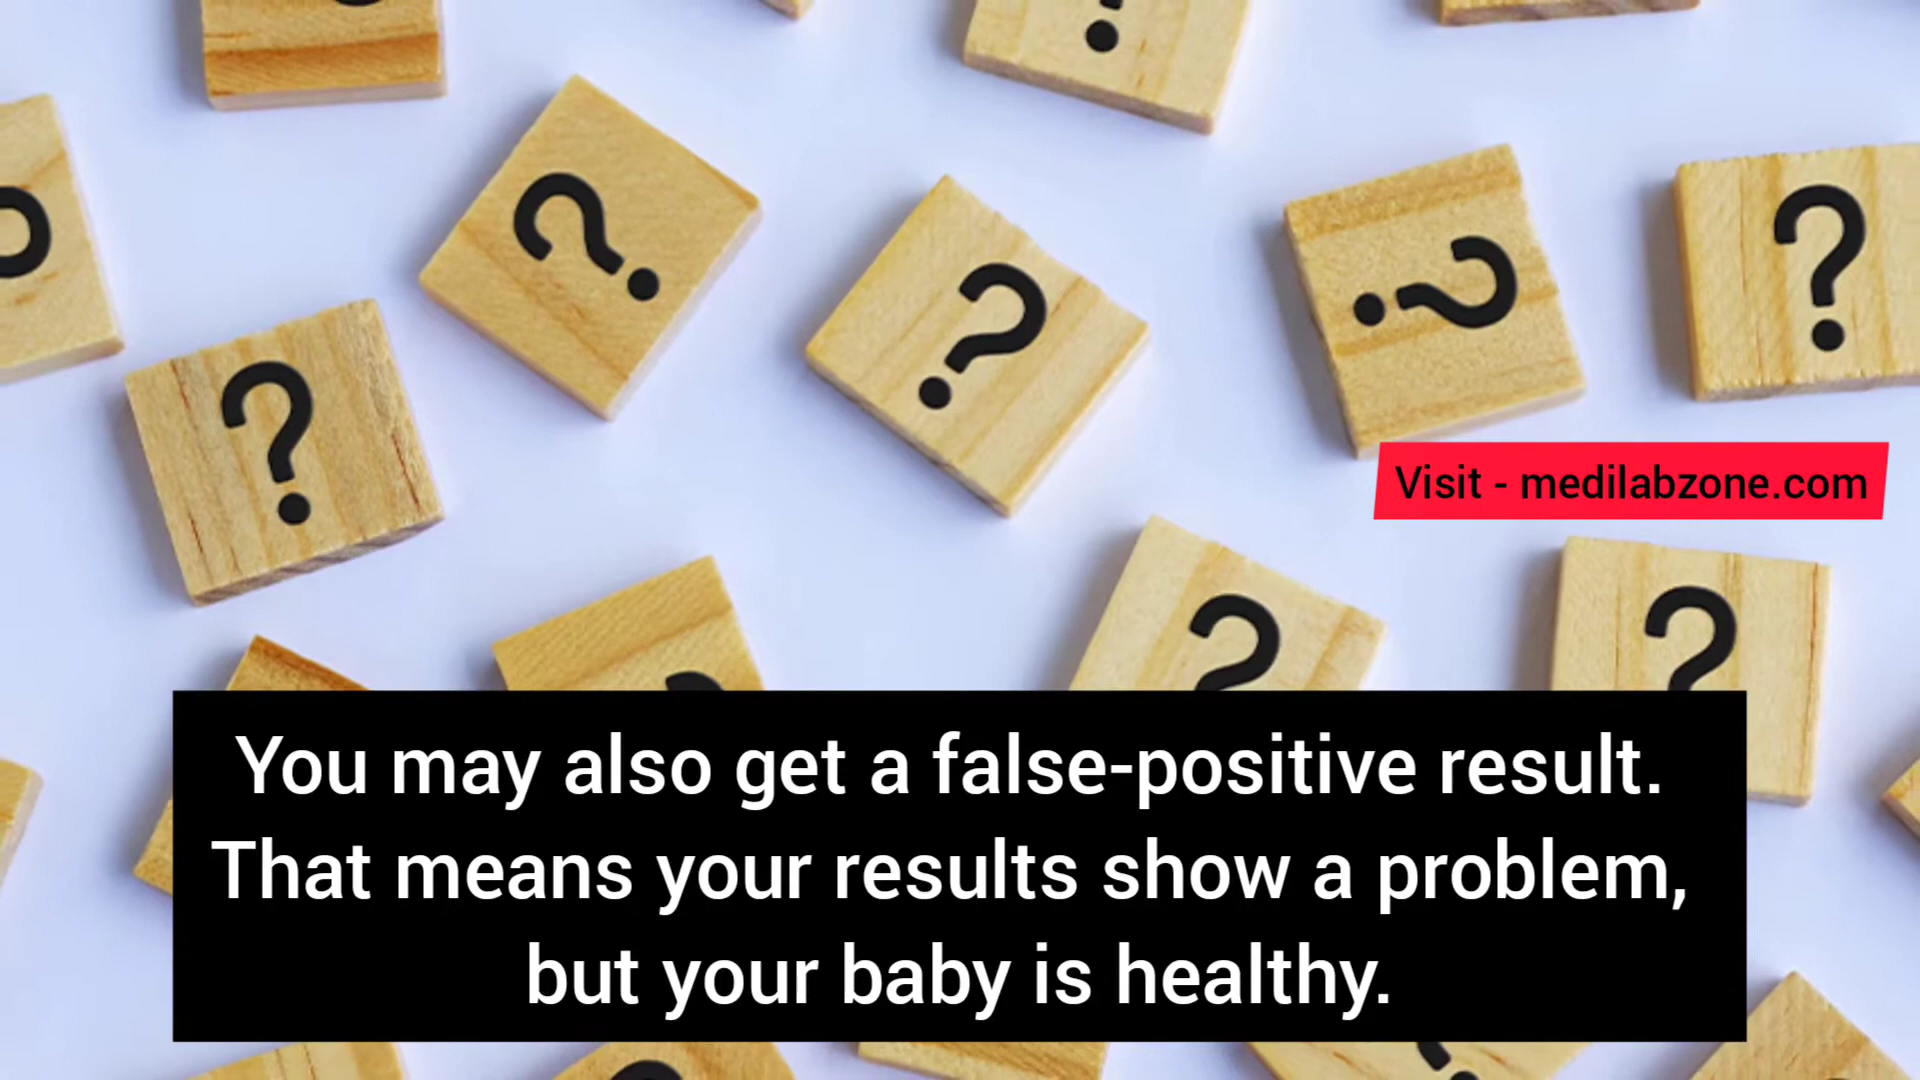 Visit - medilabzone.com
You may also get a false-positive result.
That means your results show a problem,
but your baby is healthy.